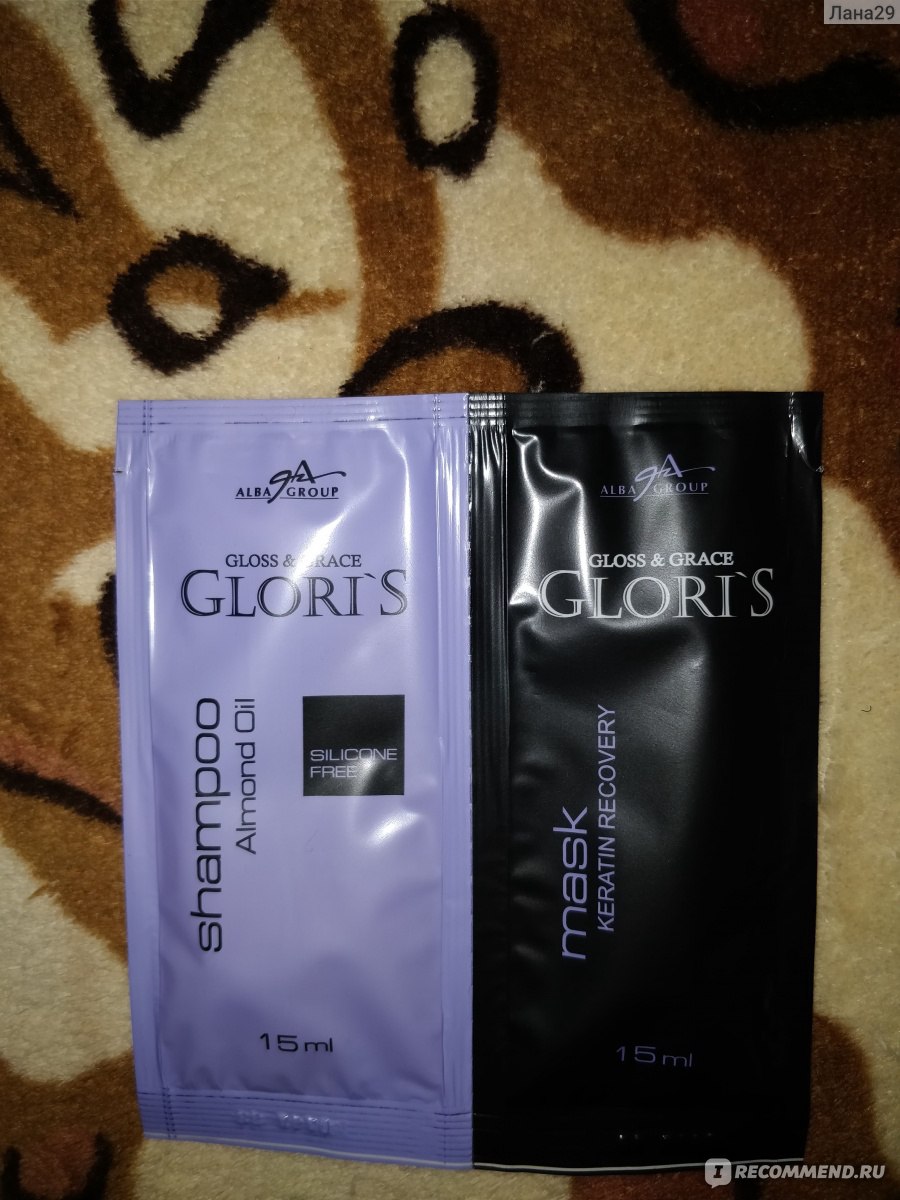 Лана29
ALBA GROUP
GLOSS & GRACE
GLORI`S
shampoo
Almond Oil
SILICONE
FREE
15 ml
ALBA GROUP
GLOSS & GRACE
GLORI`S
mask
KERATIN RECOVERY
15 ml
IRECOMMEND.RU